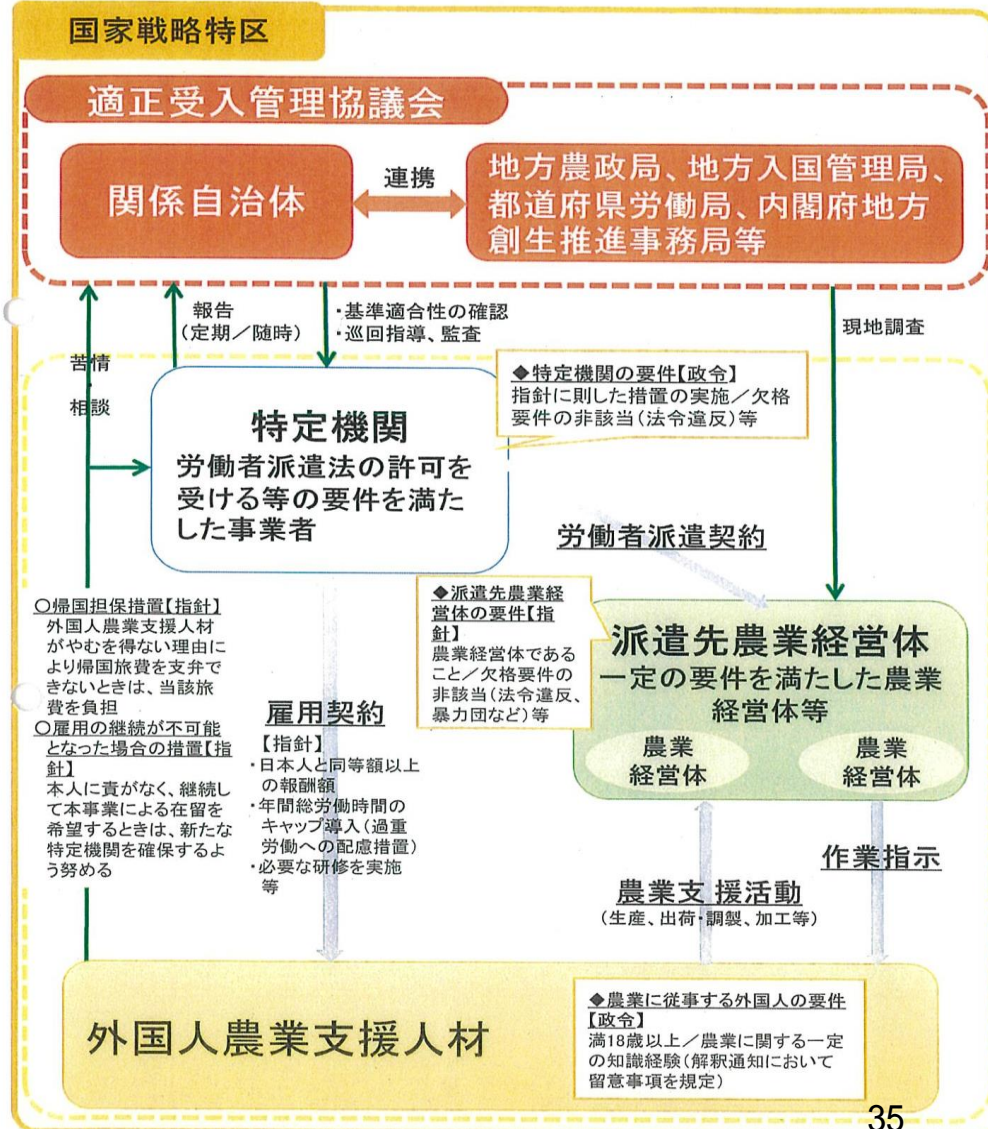 国家戦略特区
適正受入管理協議会
関係自治体
連携
地方農政局、地方入国管理局、
都道府県労働局、内閣府地方
創生推進事務局等
苦情
・
相談
報告
(定期／随時)
・基準適合性の確認
・巡回指導、監査
現地調査
特定機関
労働者派遣法の許可を
受ける等の要件を満た
した事業者
◆特定機関の要件【政令】
指針に則した措置の実施／欠格
要件の非該当(法令違反)等
労働者派遣契約
○帰国担保措置【指針】
外国人農業支援人材
がやむを得ない理由に
より帰国旅費を支弁で
きないときは、当該旅
費を負担
○雇用の継続が不可能
となった場合の措置【指
針】
本人に責がなく、継続し
て本事業による在留を
希望するときは、新たな
特定機関を確保するよ
う努める
雇用契約
【指針】
・日本人と同等額以上
の報酬額
・年間総労働時間の
キャップ導入(過重
労働への配慮措置)
・必要な研修を実施
等
◆派遣先農業経
営体の要件【指
針】
農業経営体である
こと／欠格要件の
非該当(法令違反、
暴力団など)等
派遣先農業経営体
一定の要件を満たした農業
経営体等
農業
経営体
農業
経営体
農業支援活動
(生産、出荷・調製、加工等)
作業指示
外国人農業支援人材
◆農業に従事する外国人の要件
【政令】
満18歳以上／農業に関する一定
の知識経験(解釈通知において
留意事項を規定)
35